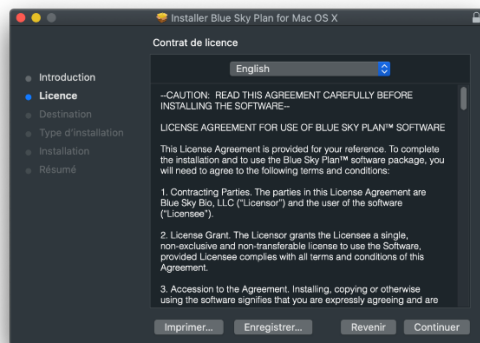 Installer Blue Sky Plan for Mac OS X
Contrat de licence
English
Introduction
Licence
Destination
Type d'installation
Installation
Résumé
--CAUTION: READ THIS AGREEMENT CAREFULLY BEFORE
INSTALLING THE SOFTWARE--
LICENSE AGREEMENT FOR USE OF BLUE SKY PLAN™ SOFTWARE
This License Agreement is provided for your reference. To complete
the installation and to use the Blue Sky Plan™ software package, you
will need to agree to the following terms and conditions:
1. Contracting Parties. The parties in this License Agreement are
Blue Sky Bio, LLC ("Licensor") and the user of the software
("Licensee").
2. License Grant. The Licensor grants the Licensee a single,
non-exclusive and non-transferable license to use the Software,
provided Licensee complies with all terms and conditions of this
Agreement.
3. Accession to the Agreement. Installing, copying or otherwise
using the software signifies that you are expressly agreeing and are
Imprimer... Enregistrer... Revenir Continuer